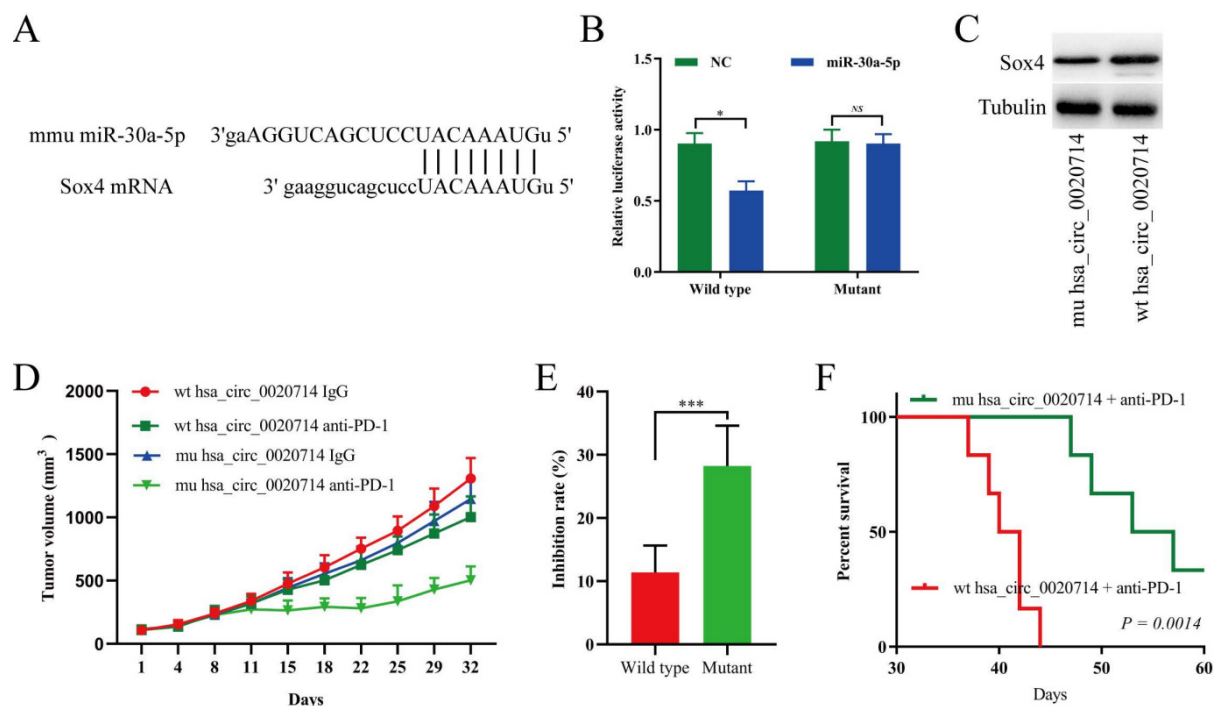 A
mmu miR-30a-5p 3'gaAGGUCAGCUCCUACAAAUGu 5'
Sox4 mRNA 3' gaaggucagcuccUACAAAUGu 5'
B
NC miR-30a-5p
Relative luciferase activity
1.5
1.0
0.5
0.0
* NS
Wild type Mutant
C
Sox4
Tubulin
mu hsa_circ_0020714
wt hsa_circ_0020714
D
wt hsa_circ_0020714 IgG
wt hsa_circ_0020714 anti-PD-1
mu hsa_circ_0020714 IgG
mu hsa_circ_0020714 anti-PD-1
Tumor volume (mm³ )
2000
1500
1000
500
0
1 4 8 11 15 18 22 25 29 32
Days
E
Inhibition rate (%)
40
30
20
10
0
***
Wild type Mutant
F
mu hsa_circ_0020714 + anti-PD-1
wt hsa_circ_0020714 + anti-PD-1
Percent survival
100
50
0
P = 0.0014
30 40 50 60
Days